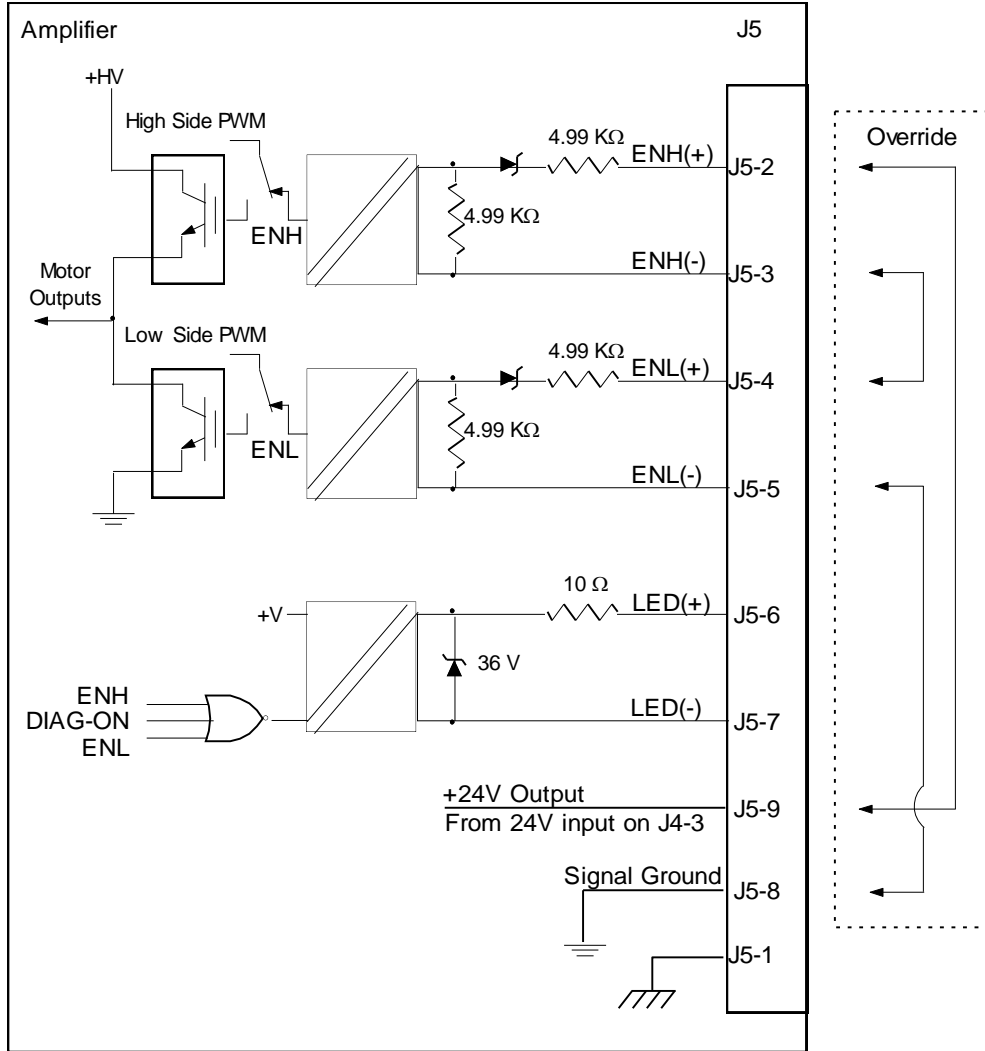 Amplifier
J5
+HV
High Side PWM
4.99 KΩ
ENH(+)
J5-2
Override
4.99 KΩ
ENH
ENH(-)
J5-3
Motor
Outputs
Low Side PWM
4.99 KΩ
ENL(+)
J5-4
4.99 KΩ
ENL
ENL(-)
J5-5
10 Ω
LED(+)
J5-6
+V
36 V
ENH
DIAG-ON
ENL
LED(-)
J5-7
+24V Output
From 24V input on J4-3
J5-9
Signal Ground
J5-8
J5-1